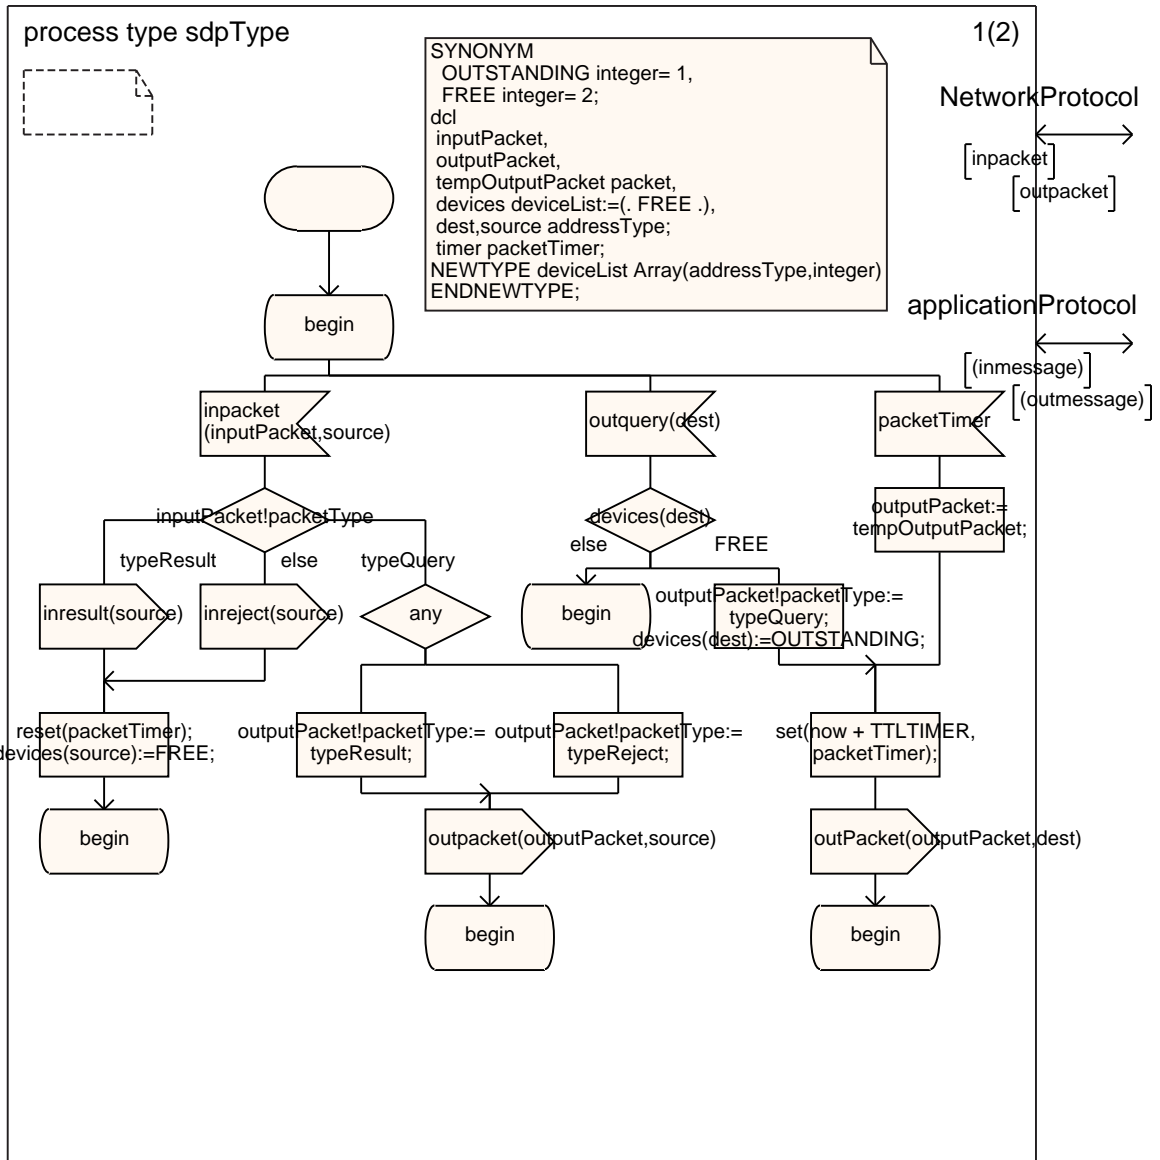 process type sdpType
1(2)
SYNONYM
OUTSTANDING integer= 1,
FREE integer= 2;
dcl
inputPacket,
outputPacket,
tempOutputPacket packet,
devices deviceList:=(. FREE .),
dest,source addressType;
timer packetTimer;
NEWTYPE deviceList Array(addressType,integer)
ENDNEWTYPE;
NetworkProtocol
[inpacket]
[outpacket]
applicationProtocol
[(inmessage)]
[(outmessage)]
begin
inpacket
(inputPacket,source)
outquery(dest)
packetTimer
inputPacket!packetType
devices(dest)
outputPacket:=
tempOutputPacket;
typeResult
else
typeQuery
else
FREE
inresult(source)
inreject(source)
any
begin
outputPacket!packetType:=
typeQuery;
devices(dest):=OUTSTANDING;
reset(packetTimer);
devices(source):=FREE;
outputPacket!packetType:=
typeResult;
outputPacket!packetType:=
typeReject;
set(now + TTLTIMER,
packetTimer);
begin
outpacket(outputPacket,source)
outPacket(outputPacket,dest)
begin
begin